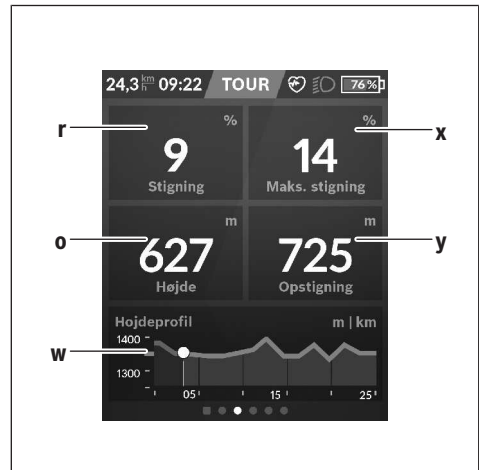 24,3 km/h 09:22 TOUR 76%
r % % x
9 14
Stigning Maks. stigning
o m m y
627 725
Højde Opstigning
Hojdeprofil m | km
1400
w
1300
05 15 25